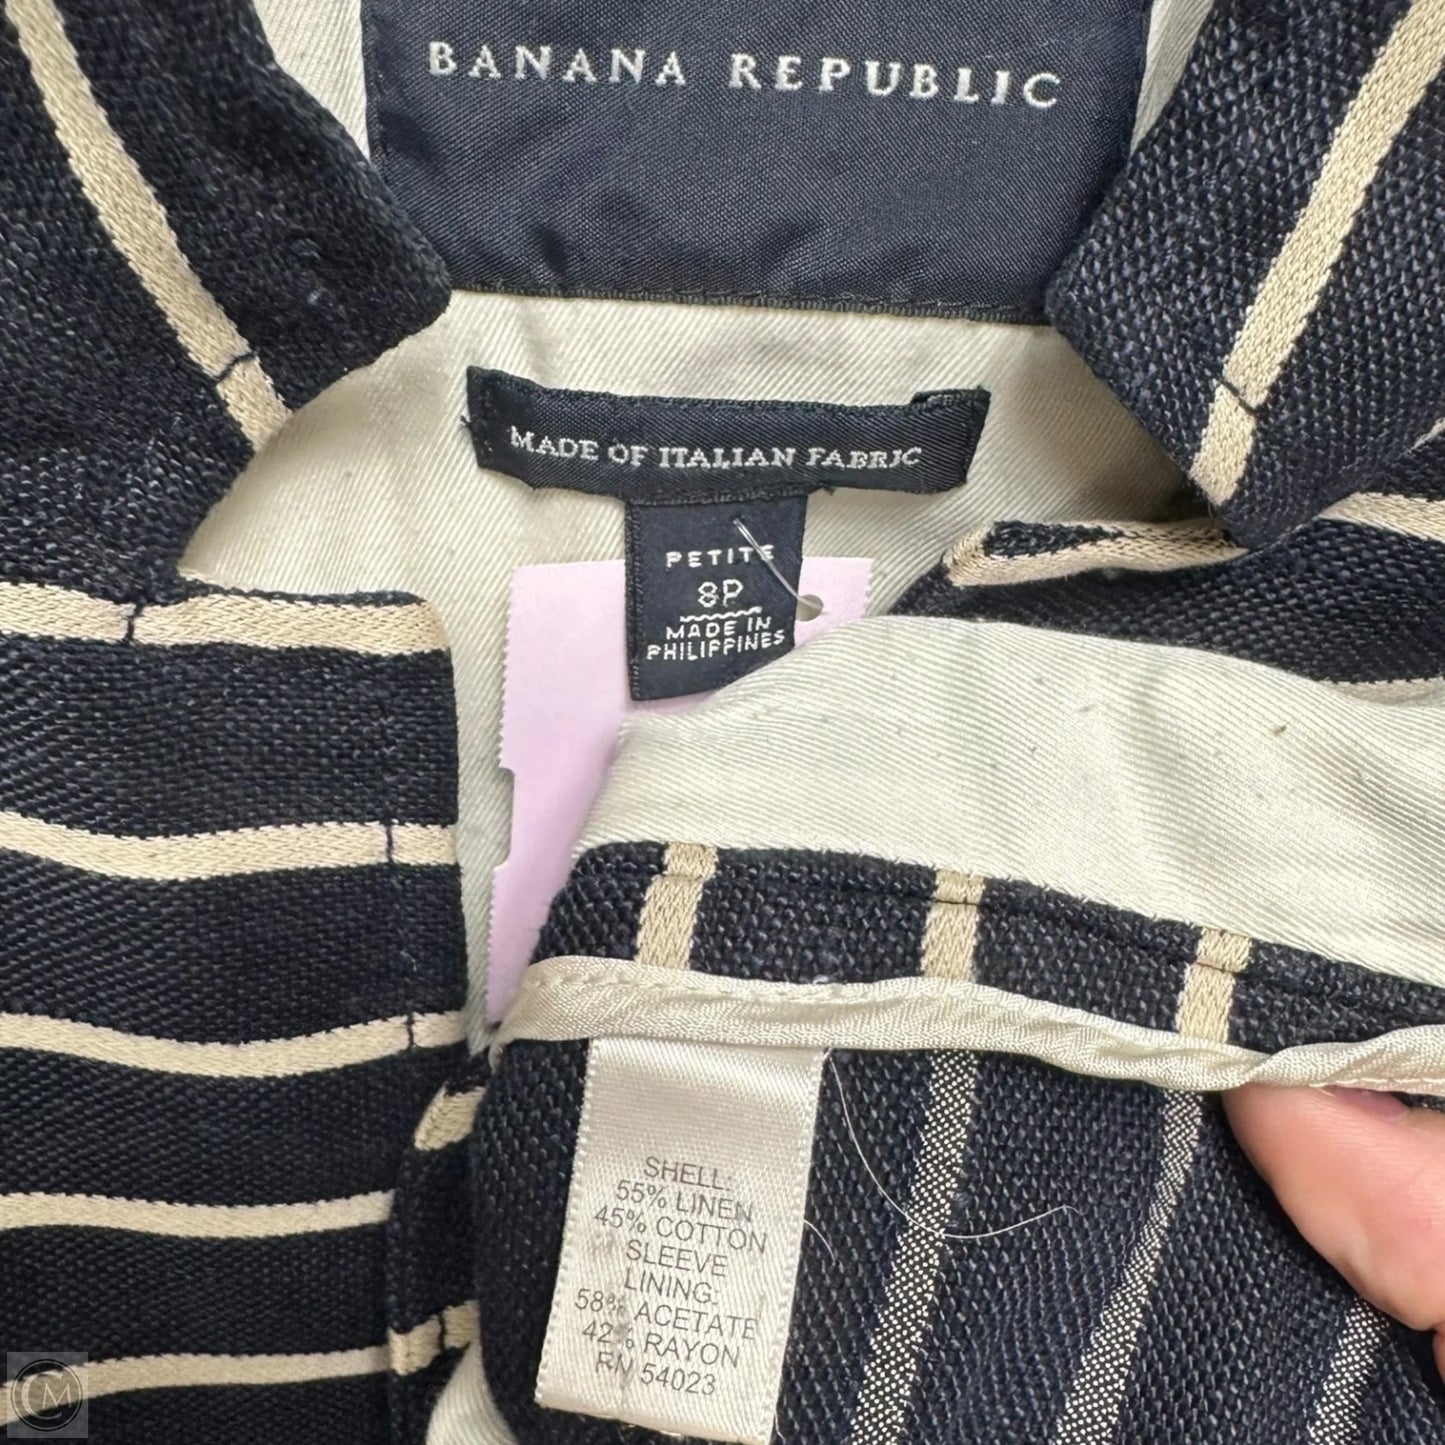 BANANA REPUBLIC
MADE OF ITALIAN FABRIC
PETITE
8P
MADE IN
PHILIPPINES
SHELL:
55% LINEN
45% COTTON
SLEEVE
LINING:
58% ACETATE
42% RAYON
RN 54023
CM